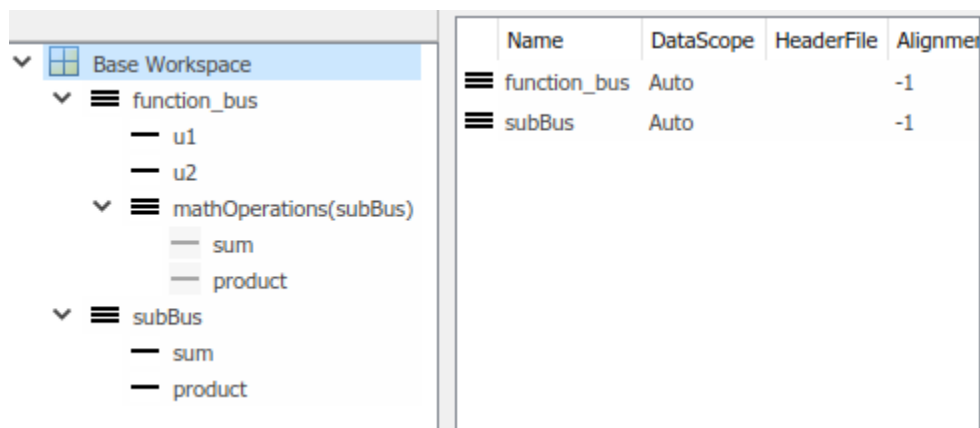 Base Workspace
function_bus
u1
u2
mathOperations(subBus)
sum
product
subBus
sum
product
Name DataScope HeaderFile Alignmer
function_bus Auto -1
subBus Auto -1